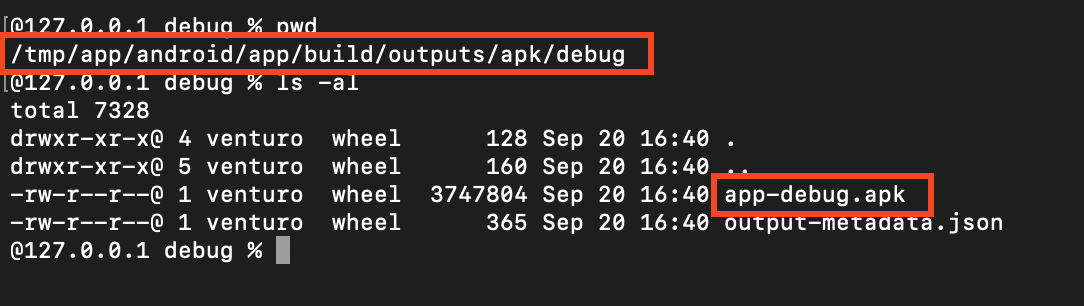 [@127.0.0.1 debug % pwd
/tmp/app/android/app/build/outputs/apk/debug
[@127.0.0.1 debug % ls -al
total 7328
drwxr-xr-x@ 4 venturo  wheel      128 Sep 20 16:40 .
drwxr-xr-x@ 5 venturo  wheel      160 Sep 20 16:40 ..
-rw-r--r--@ 1 venturo  wheel  3747804 Sep 20 16:40 app-debug.apk
-rw-r--r--@ 1 venturo  wheel      365 Sep 20 16:40 output-metadata.json
@127.0.0.1 debug %